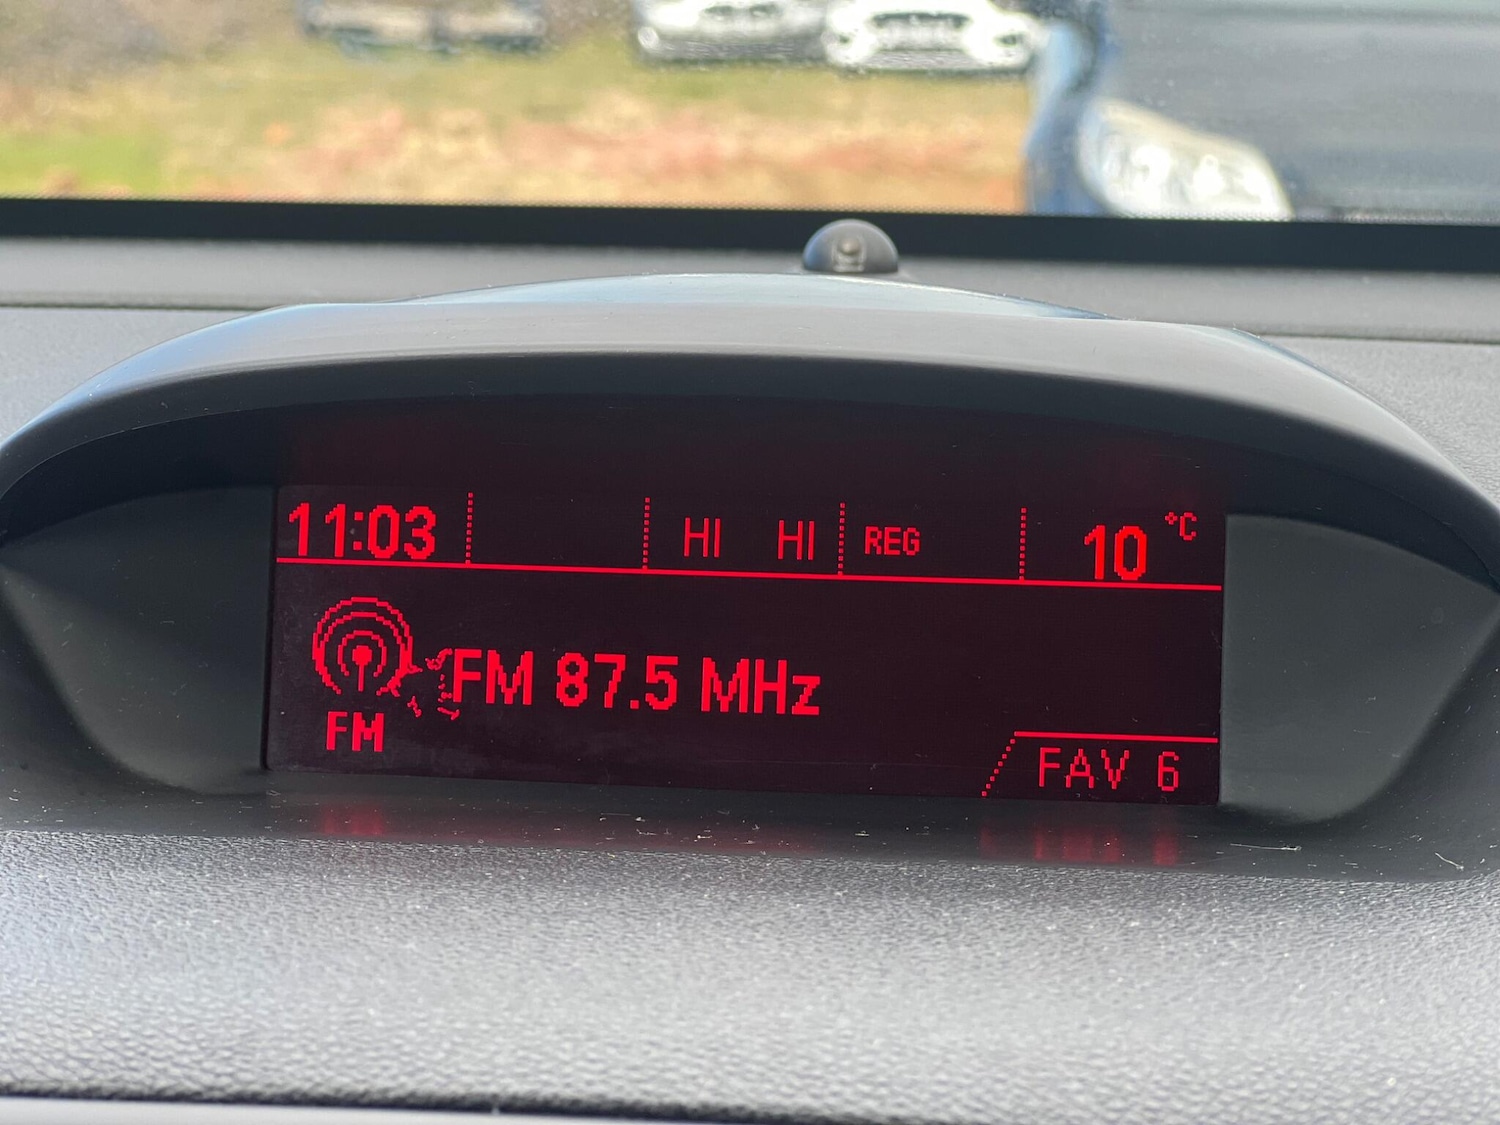 11:03 HI HI REG 10 °C
FM 87.5 MHz
FM
FAV 6